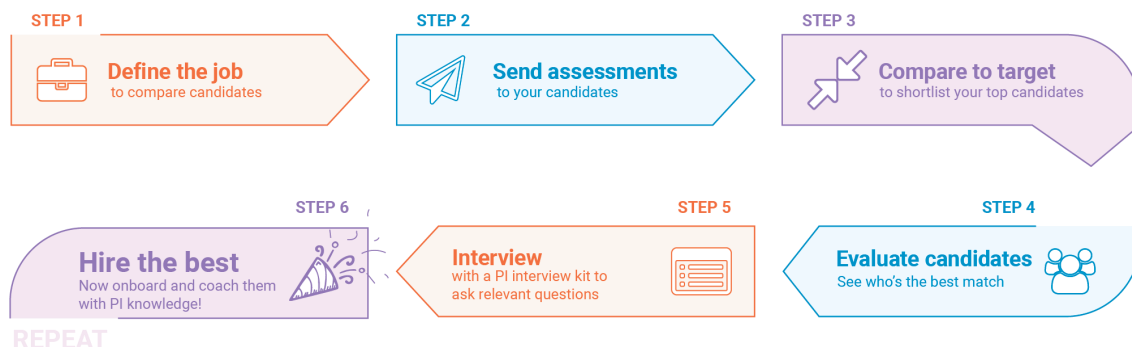 STEP 1
Define the job
to compare candidates
STEP 2
Send assessments
to your candidates
STEP 3
Compare to target
to shortlist your top candidates
STEP 4
Evaluate candidates
See who's the best match
STEP 5
Interview
with a PI interview kit to
ask relevant questions
STEP 6
Hire the best
Now onboard and coach them
with PI knowledge!
REPEAT